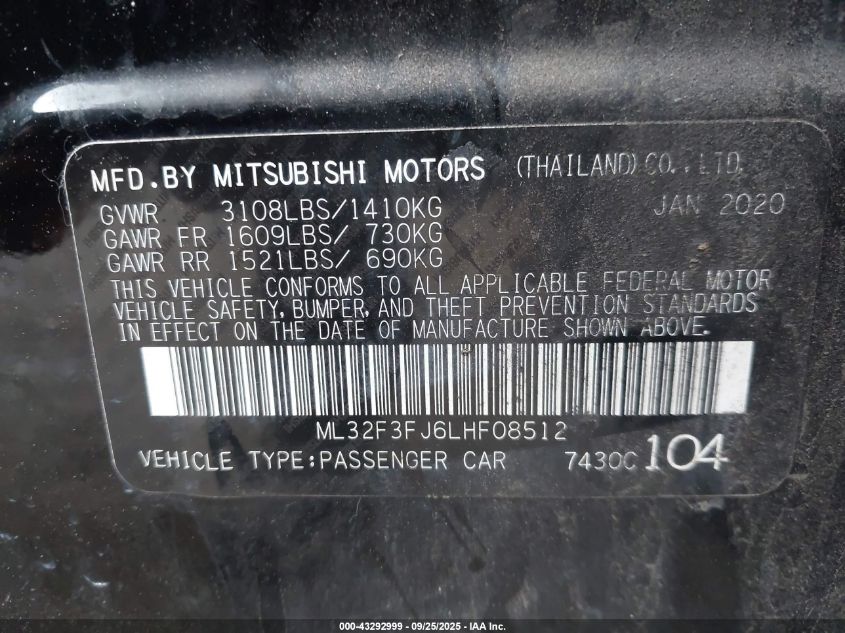 MFD.BY MITSUBISHI MOTORS (THAILAND) CO.,LTD.
GVWR 3108LBS/1410KG JAN 2020
GAWR FR 1609LBS/ 730KG
GAWR RR 1521LBS/ 690KG
THIS VEHICLE CONFORMS TO ALL APPLICABLE FEDERAL MOTOR
VEHICLE SAFETY, BUMPER, AND THEFT PREVENTION STANDARDS
IN EFFECT ON THE DATE OF MANUFACTURE SHOWN ABOVE.
ML32F3FJ6LHF08512
VEHICLE TYPE:PASSENGER CAR 7430C 104
000-43292999 - 09/25/2025 - IAA Inc.